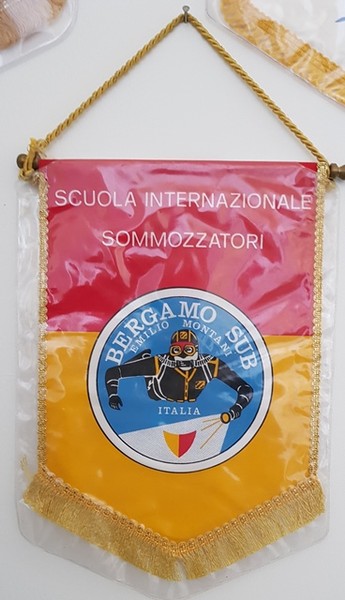 SCUOLA INTERNAZIONALE
SOMMOZZATORI
BERGAMO SUB
EMILIO MONTANI
ITALIA